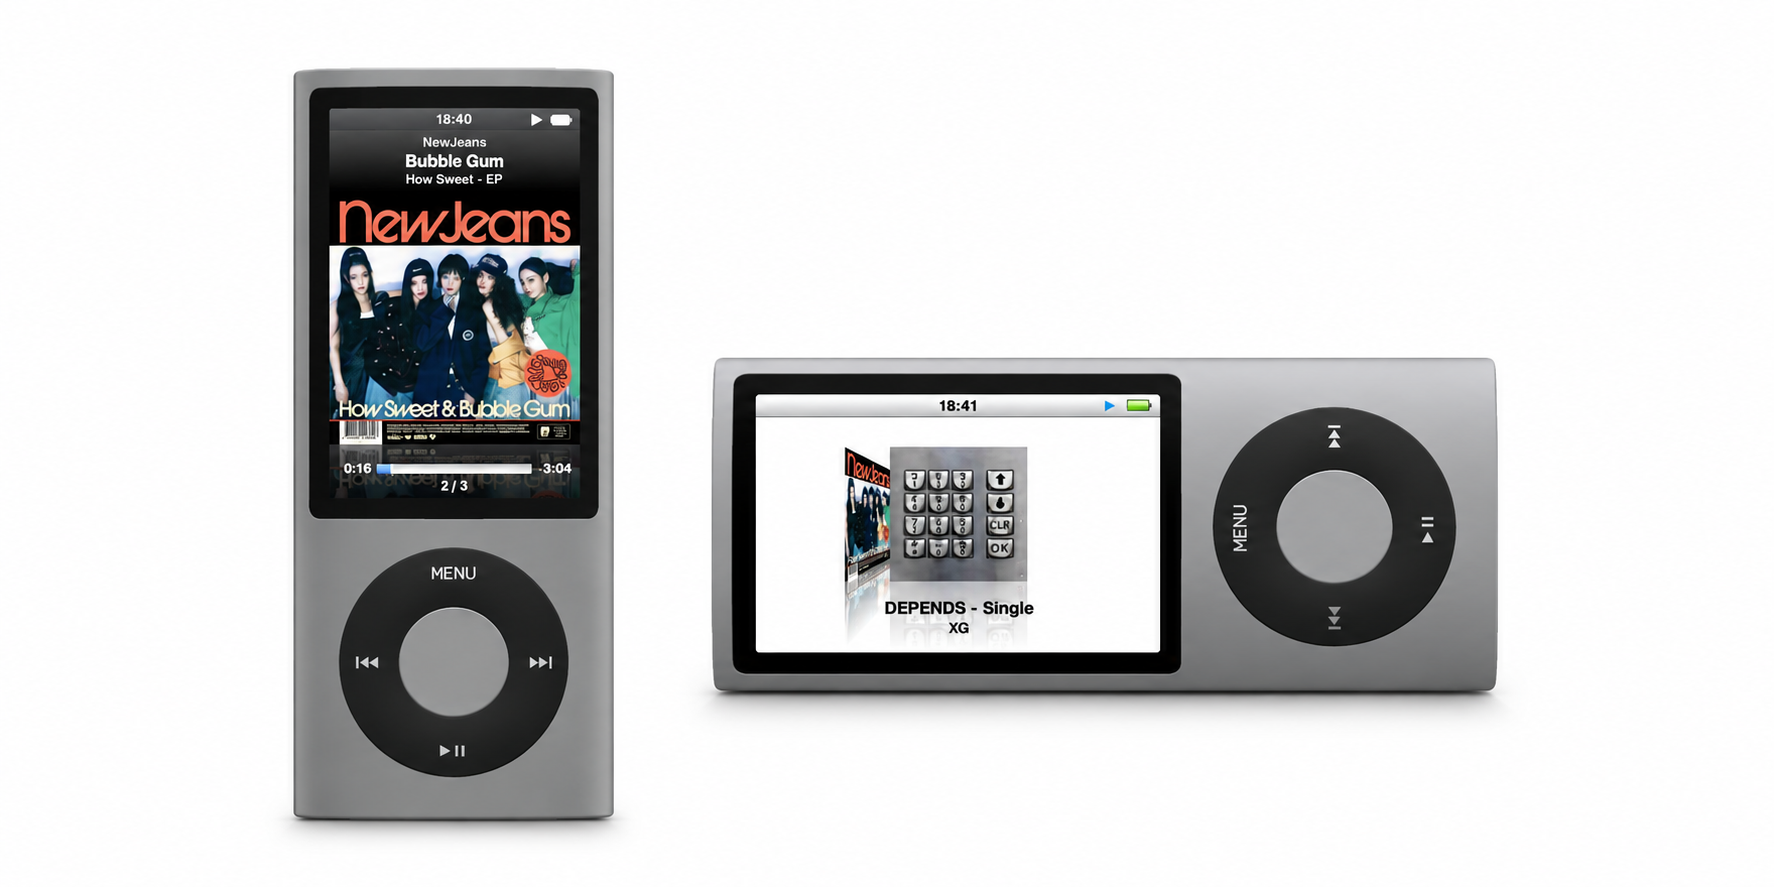 18:40
NewJeans
Bubble Gum
How Sweet - EP
NewJeans
How Sweet & Bubble Gum
0:16 -3:04
2 / 3
MENU
18:41
NewJeans
CLR
OK
DEPENDS - Single
XG
MENU